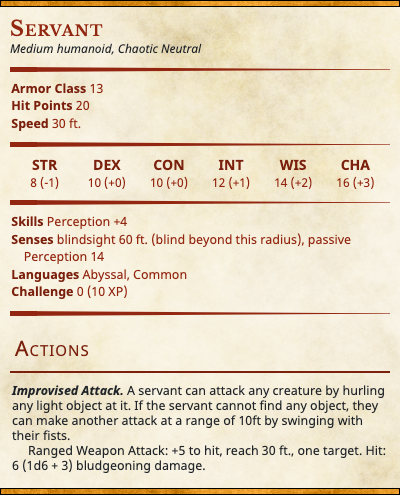 Servant
Medium humanoid, Chaotic Neutral
Armor Class 13
Hit Points 20
Speed 30 ft.
STR DEX CON INT WIS CHA
8 (-1) 10 (+0) 10 (+0) 12 (+1) 14 (+2) 16 (+3)
Skills Perception +4
Senses blindsight 60 ft. (blind beyond this radius), passive
Perception 14
Languages Abyssal, Common
Challenge 0 (10 XP)
Actions
Improvised Attack. A servant can attack any creature by hurling
any light object at it. If the servant cannot find any object, they
can make another attack at a range of 10ft by swinging with
their fists.
Ranged Weapon Attack: +5 to hit, reach 30 ft., one target. Hit:
6 (1d6 + 3) bludgeoning damage.